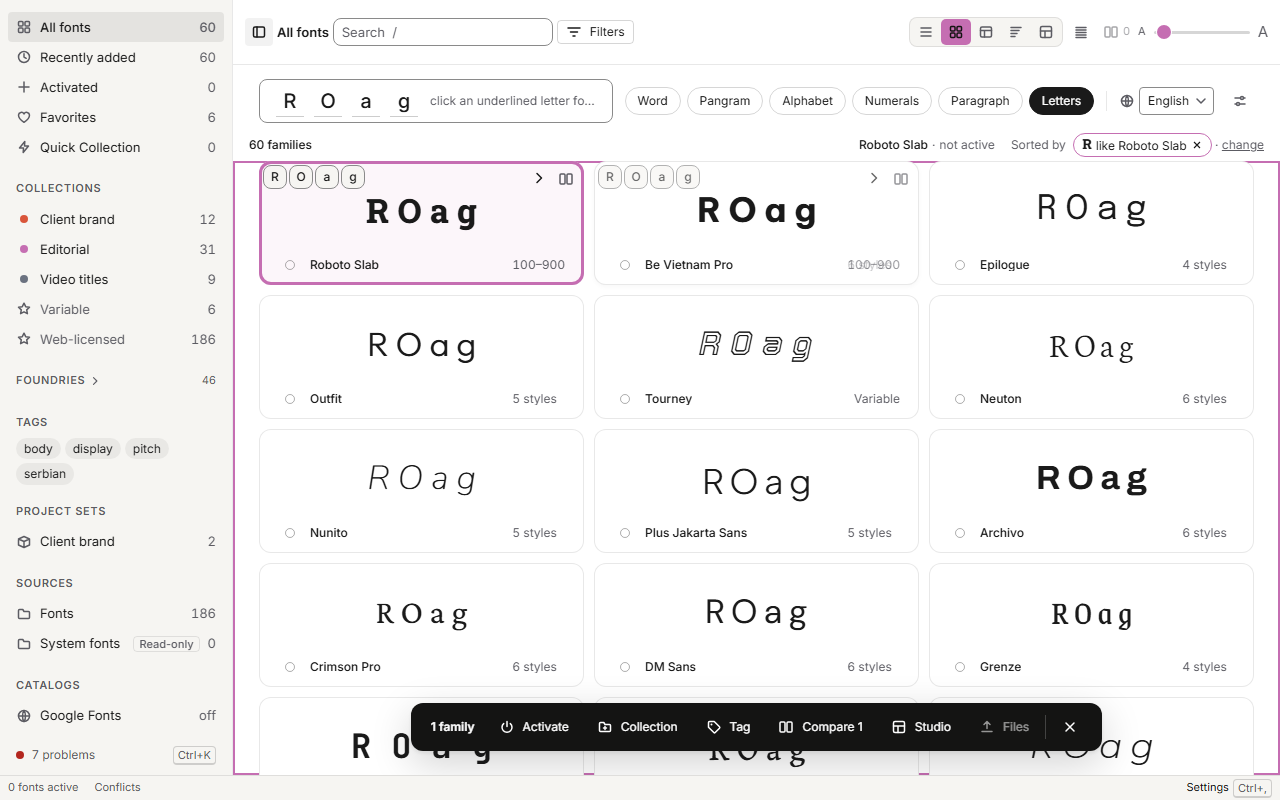 All fonts 60
Recently added 60
Activated 0
Favorites 6
Quick Collection 0
COLLECTIONS
Client brand 12
Editorial 31
Video titles 9
Variable 6
Web-licensed 186
FOUNDRIES 46
TAGS
body display pitch
serbian
PROJECT SETS
Client brand 2
SOURCES
Fonts 186
System fonts Read-only 0
CATALOGS
Google Fonts off
7 problems Ctrl+K
0 fonts active Conflicts
All fonts Search / Filters 0 A A
R O a g click an underlined letter fo... Word Pangram Alphabet Numerals Paragraph Letters English
60 families Roboto Slab · not active Sorted by R like Roboto Slab × · change
R O a g R O a g
ROag ROag ROag
Roboto Slab 100–900 Be Vietnam Pro 100–900 Epilogue 4 styles
ROag ROag ROag
Outfit 5 styles Tourney Variable Neuton 6 styles
ROag ROag ROag
Nunito 5 styles Plus Jakarta Sans 5 styles Archivo 6 styles
ROag ROag ROag
Crimson Pro 6 styles DM Sans 6 styles Grenze 4 styles
1 family Activate Collection Tag Compare 1 Studio Files
ROag ROag ROag
Settings Ctrl+,